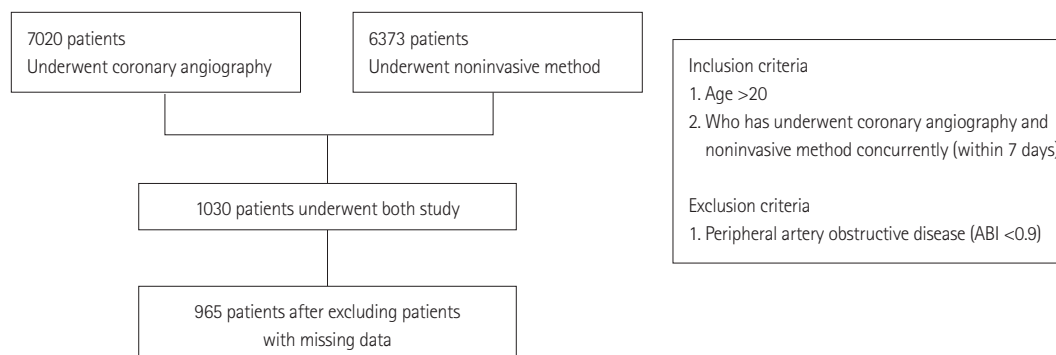 7020 patients
Underwent coronary angiography
6373 patients
Underwent noninvasive method
1030 patients underwent both study
965 patients after excluding patients
with missing data
Inclusion criteria
1. Age >20
2. Who has underwent coronary angiography and
noninvasive method concurrently (within 7 days)
Exclusion criteria
1. Peripheral artery obstructive disease (ABI <0.9)